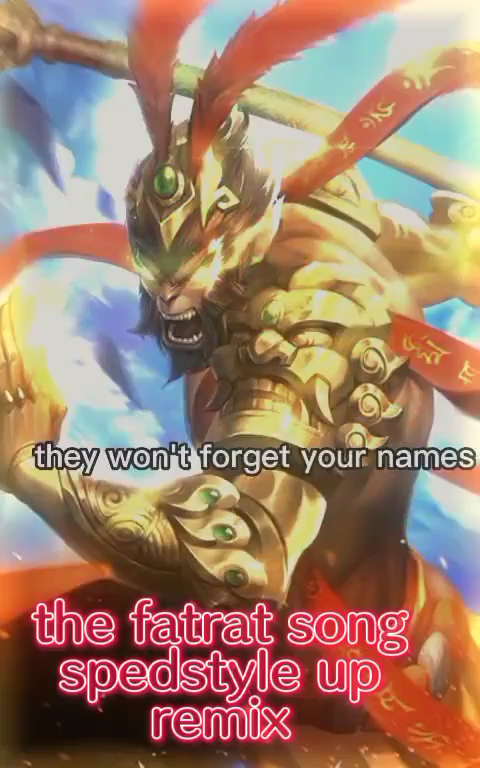 they won't forget your names
the fatrat song
spedstyle up
remix